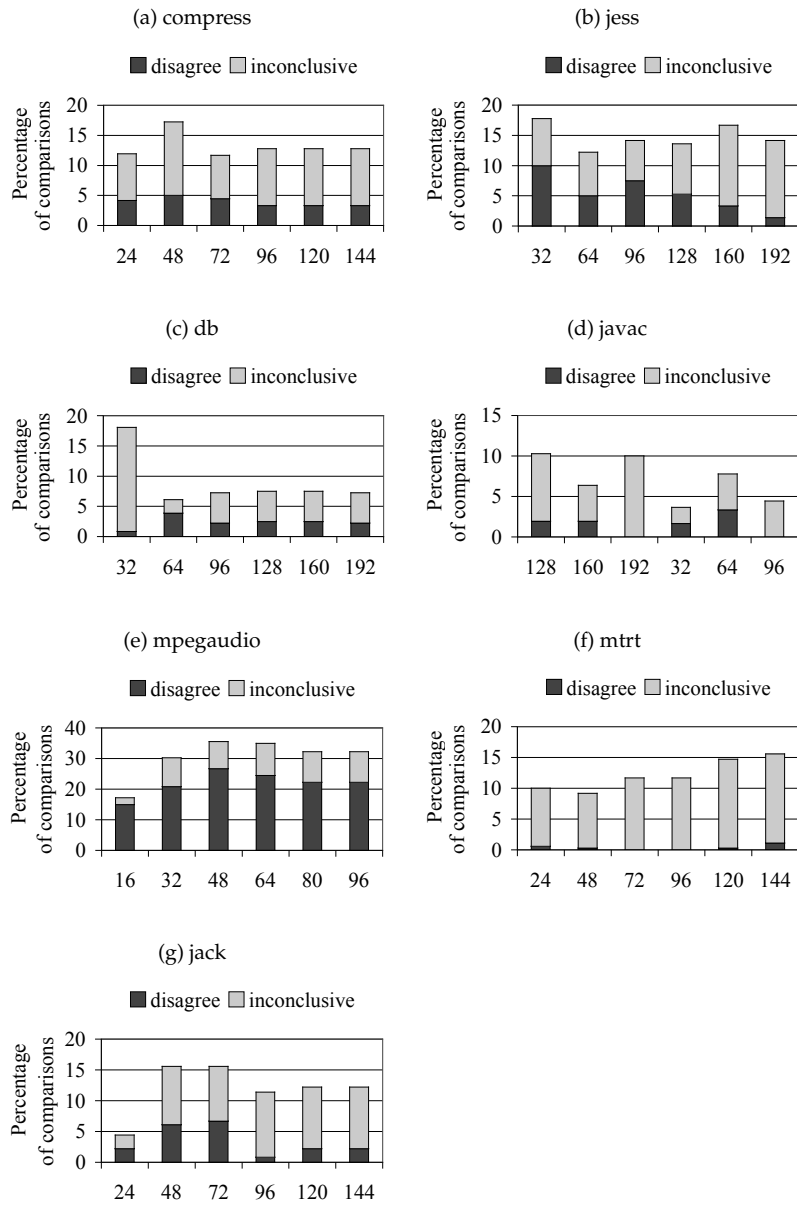 (a) compress
disagree inconclusive
Percentage
of comparisons
20
15
10
5
0
24 48 72 96 120 144
(b) jess
disagree inconclusive
Percentage
of comparisons
20
15
10
5
0
32 64 96 128 160 192
(c) db
disagree inconclusive
Percentage
of comparisons
20
15
10
5
0
32 64 96 128 160 192
(d) javac
disagree inconclusive
Percentage
of comparisons
15
10
5
0
128 160 192 32 64 96
(e) mpegaudio
disagree inconclusive
Percentage
of comparisons
40
30
20
10
0
16 32 48 64 80 96
(f) mtrt
disagree inconclusive
Percentage
of comparisons
20
15
10
5
0
24 48 72 96 120 144
(g) jack
disagree inconclusive
Percentage
of comparisons
20
15
10
5
0
24 48 72 96 120 144